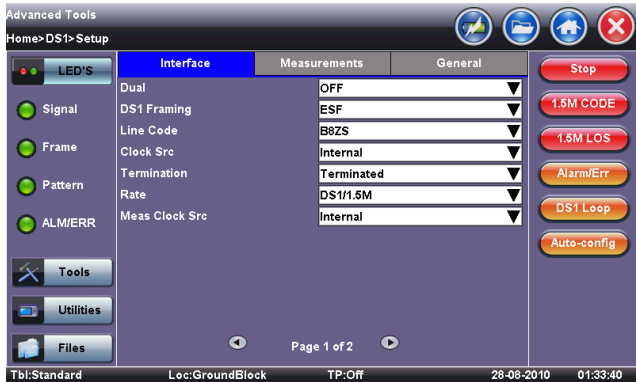 Advanced Tools
Home>DS1>Setup
LED'S
Signal
Frame
Pattern
ALM/ERR
Tools
Utilities
Files
Interface Measurements General
Dual OFF
DS1 Framing ESF
Line Code B8ZS
Clock Src Internal
Termination Terminated
Rate DS1/1.5M
Meas Clock Src Internal
Page 1 of 2
Stop
1.5M CODE
1.5M LOS
Alarm/Err
DS1 Loop
Auto-config
Tbl:Standard Loc:GroundBlock TP:Off 28-08-2010 01:33:40